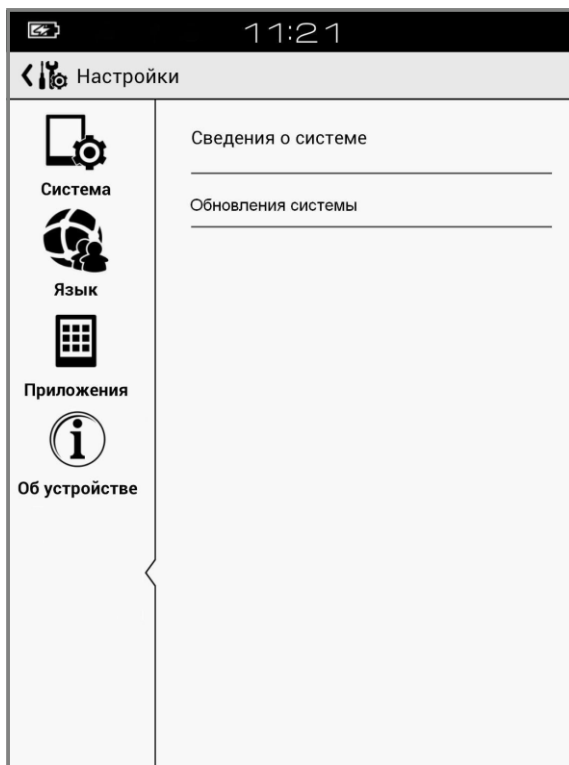 11:21
Настройки
Система
Язык
Приложения
Об устройстве
Сведения о системе
Обновления системы